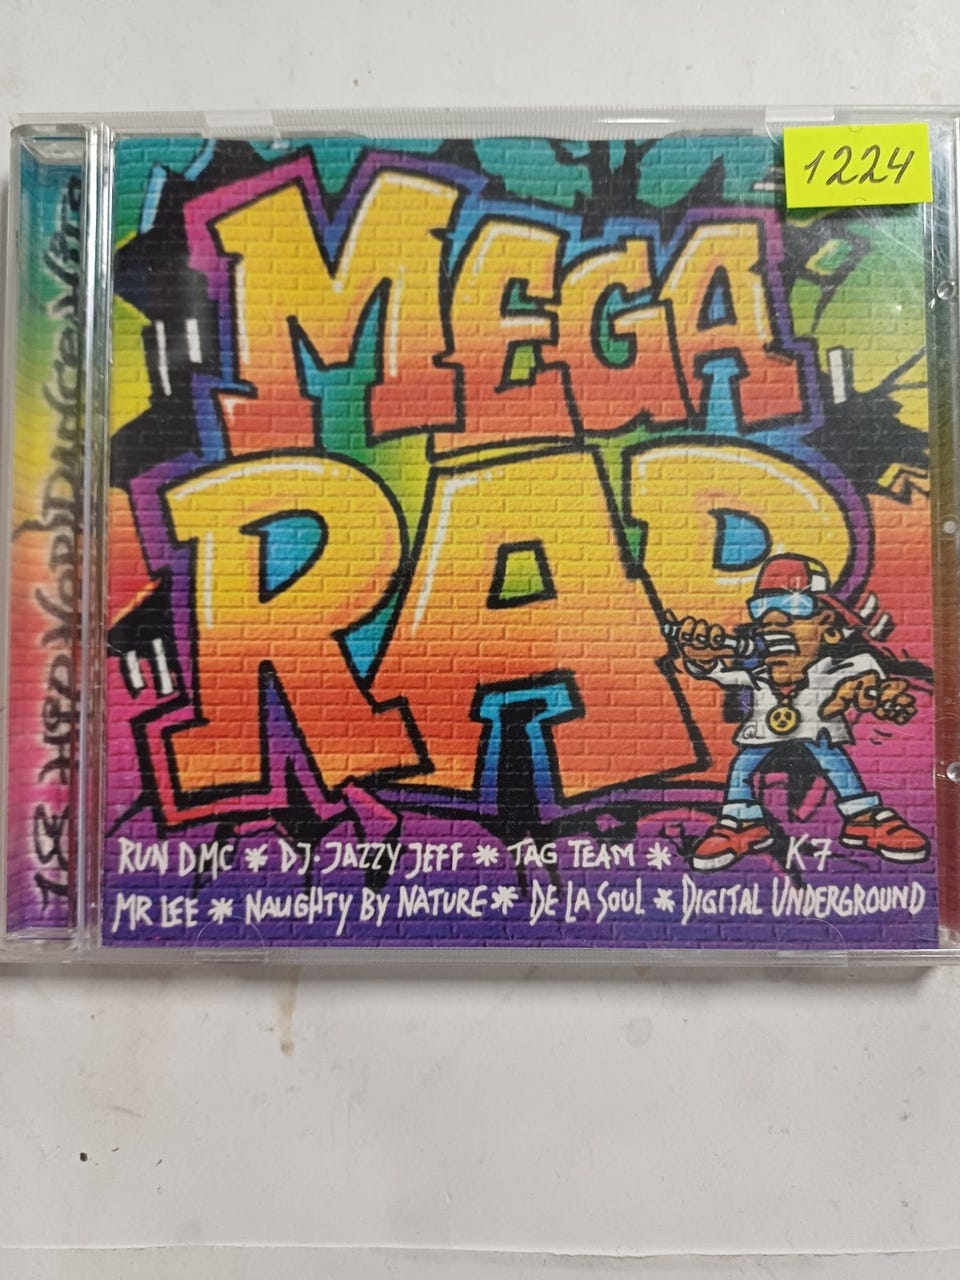 1224
MEGA
RAP
RUN DMC * DJ. JAZZY JEFF * TAG TEAM * K7
MR LEE * NAUGHTY BY NATURE * DE LA SOUL * DIGITAL UNDERGROUND
18